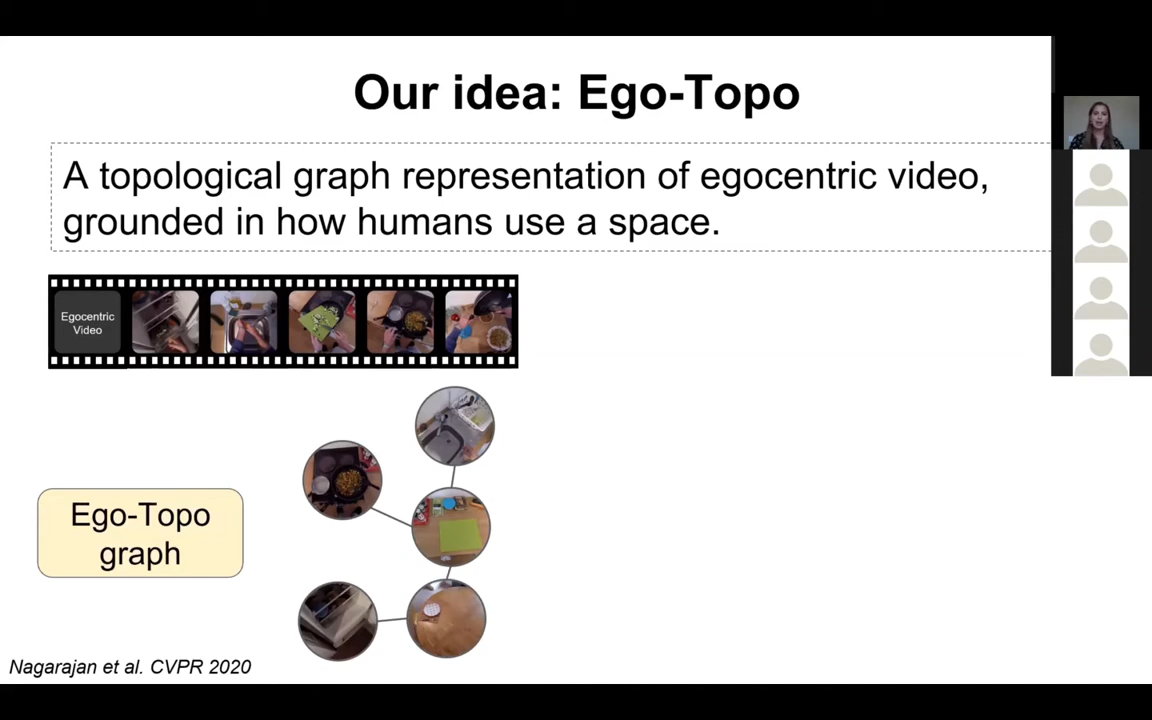 Our idea: Ego-Topo
A topological graph representation of egocentric video,
grounded in how humans use a space.
Egocentric
Video
Ego-Topo
graph
Nagarajan et al. CVPR 2020